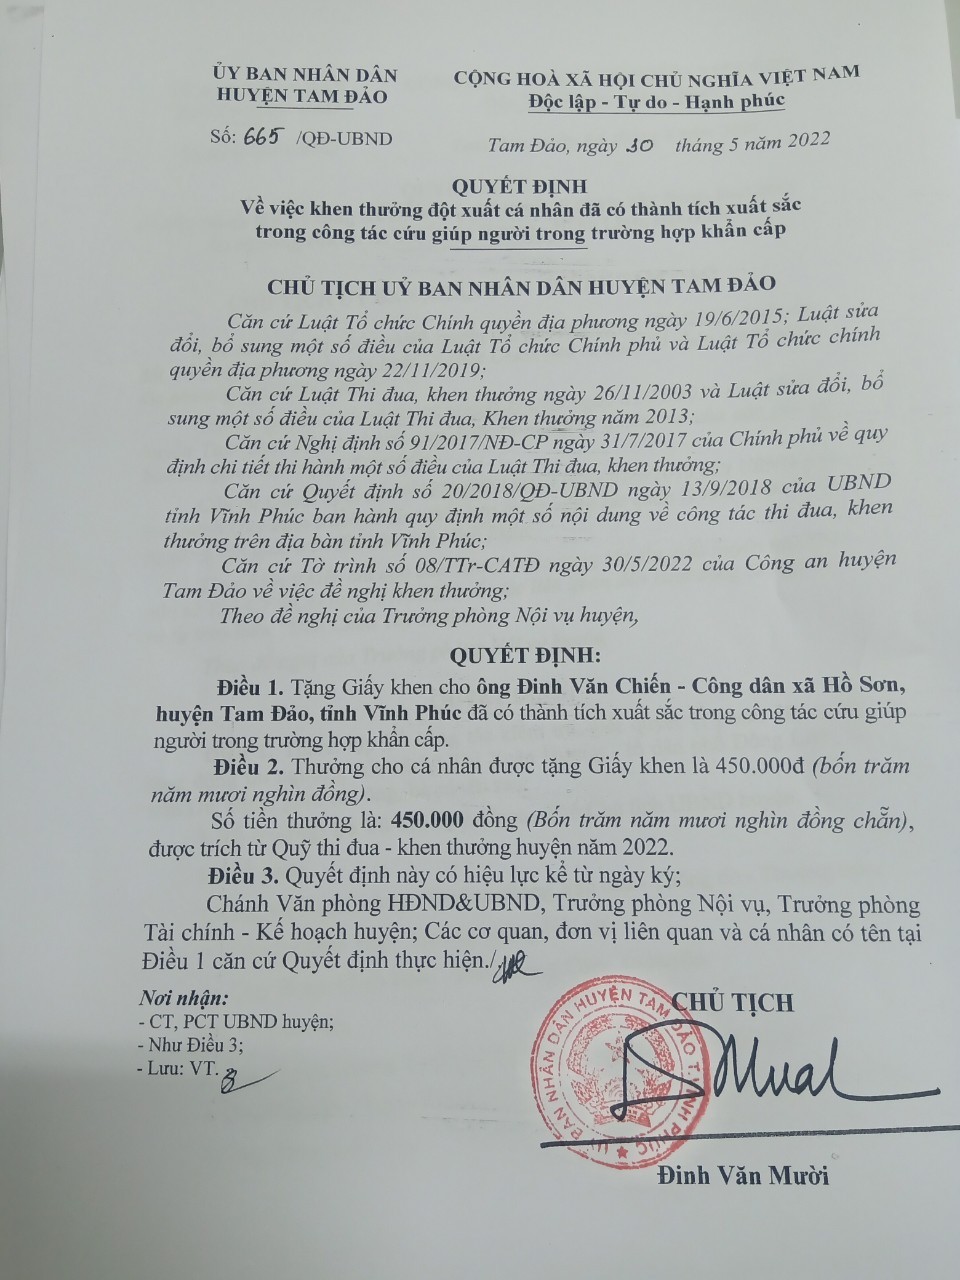 ỦY BAN NHÂN DÂN
HUYỆN TAM ĐẢO
CỘNG HOÀ XÃ HỘI CHỦ NGHĨA VIỆT NAM
Độc lập - Tự do - Hạnh phúc
Số: 665 /QĐ-UBND
Tam Đảo, ngày 30 tháng 5 năm 2022
QUYẾT ĐỊNH
Về việc khen thưởng đột xuất cá nhân đã có thành tích xuất sắc
trong công tác cứu giúp người trong trường hợp khẩn cấp
CHỦ TỊCH UỶ BAN NHÂN DÂN HUYỆN TAM ĐẢO
Căn cứ Luật Tổ chức Chính quyền địa phương ngày 19/6/2015; Luật sửa
đổi, bổ sung một số điều của Luật Tổ chức Chính phủ và Luật Tổ chức chính
quyền địa phương ngày 22/11/2019;
Căn cứ Luật Thi đua, khen thưởng ngày 26/11/2003 và Luật sửa đổi, bổ
sung một số điều của Luật Thi đua, Khen thưởng năm 2013;
Căn cứ Nghị định số 91/2017/NĐ-CP ngày 31/7/2017 của Chính phủ về quy
định chi tiết thi hành một số điều của Luật Thi đua, khen thưởng;
Căn cứ Quyết định số 20/2018/QĐ-UBND ngày 13/9/2018 của UBND
tỉnh Vĩnh Phúc ban hành quy định một số nội dung về công tác thi đua, khen
thưởng trên địa bàn tỉnh Vĩnh Phúc;
Căn cứ Tờ trình số 08/TTr-CATĐ ngày 30/5/2022 của Công an huyện
Tam Đảo về việc đề nghị khen thưởng;
Theo đề nghị của Trưởng phòng Nội vụ huyện,
QUYẾT ĐỊNH:
Điều 1. Tặng Giấy khen cho ông Đinh Văn Chiến - Công dân xã Hồ Sơn,
huyện Tam Đảo, tỉnh Vĩnh Phúc đã có thành tích xuất sắc trong công tác cứu giúp
người trong trường hợp khẩn cấp.
Điều 2. Thưởng cho cá nhân được tặng Giấy khen là 450.000đ (bốn trăm
năm mươi nghìn đồng).
Số tiền thưởng là: 450.000 đồng (Bốn trăm năm mươi nghìn đồng chẵn),
được trích từ Quỹ thi đua - khen thưởng huyện năm 2022.
Điều 3. Quyết định này có hiệu lực kể từ ngày ký;
Chánh Văn phòng HĐND&UBND, Trưởng phòng Nội vụ, Trưởng phòng
Tài chính - Kế hoạch huyện; Các cơ quan, đơn vị liên quan và cá nhân có tên tại
Điều 1 căn cứ Quyết định thực hiện./.
Nơi nhận:
- CT, PCT UBND huyện;
- Như Điều 3;
- Lưu: VT.
CHỦ TỊCH
ỦY BAN NHÂN DÂN HUYỆN TAM ĐẢO T.VĨNH PHÚC
Đinh Văn Mười